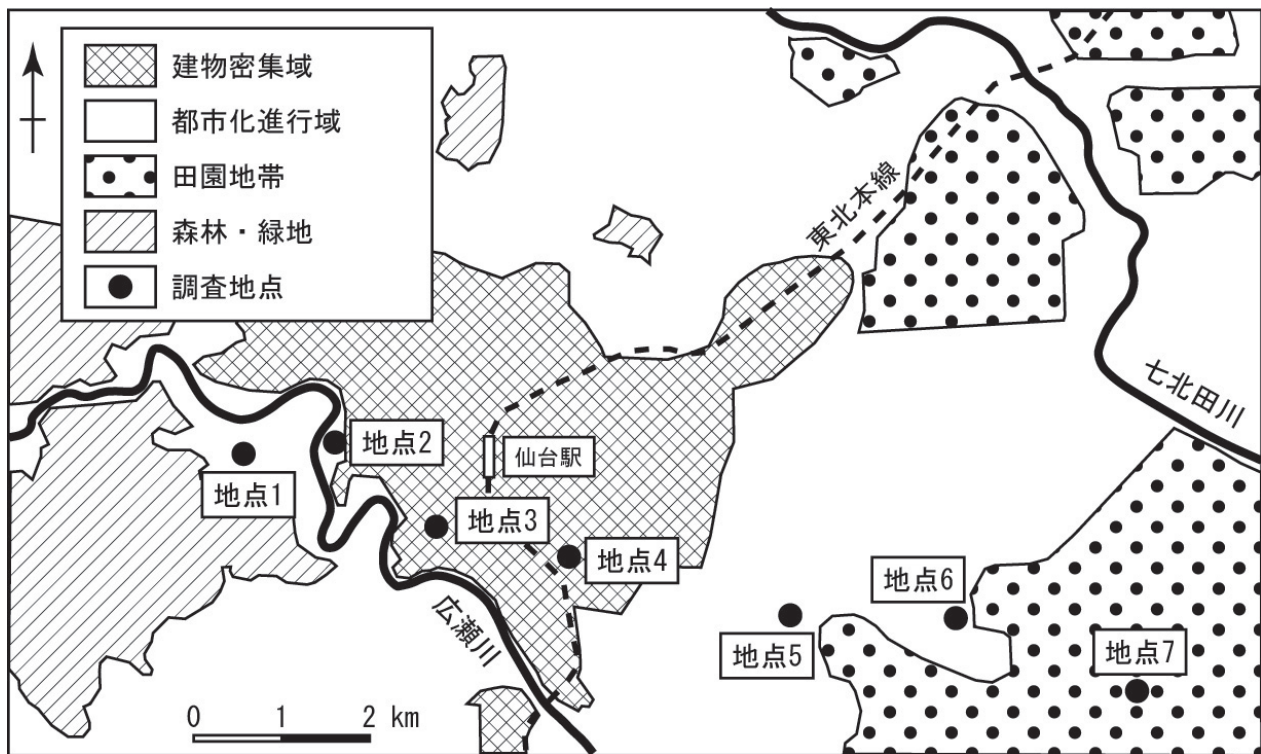 建物密集域
都市化進行域
田園地帯
森林・緑地
調査地点
東北本線
七北田川
仙台駅
地点2
地点1
地点3
地点4
広瀬川
地点5
地点6
地点7
0 1 2 km